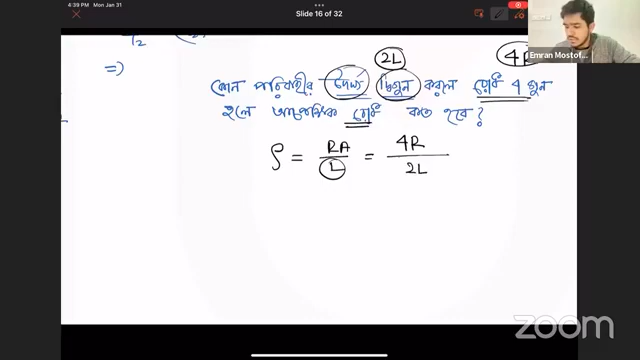 4:39 PM Mon Jan 31
Slide 16 of 32
Emran Mostof...
=)
2L
কোন পরিবাহীর দৈর্ঘ্য দ্বিগুন করলে রোধ 4 গুন
হলে আপেক্ষিক রোধ কত হবে?
ρ = RA/L = 4R/2L
zoom